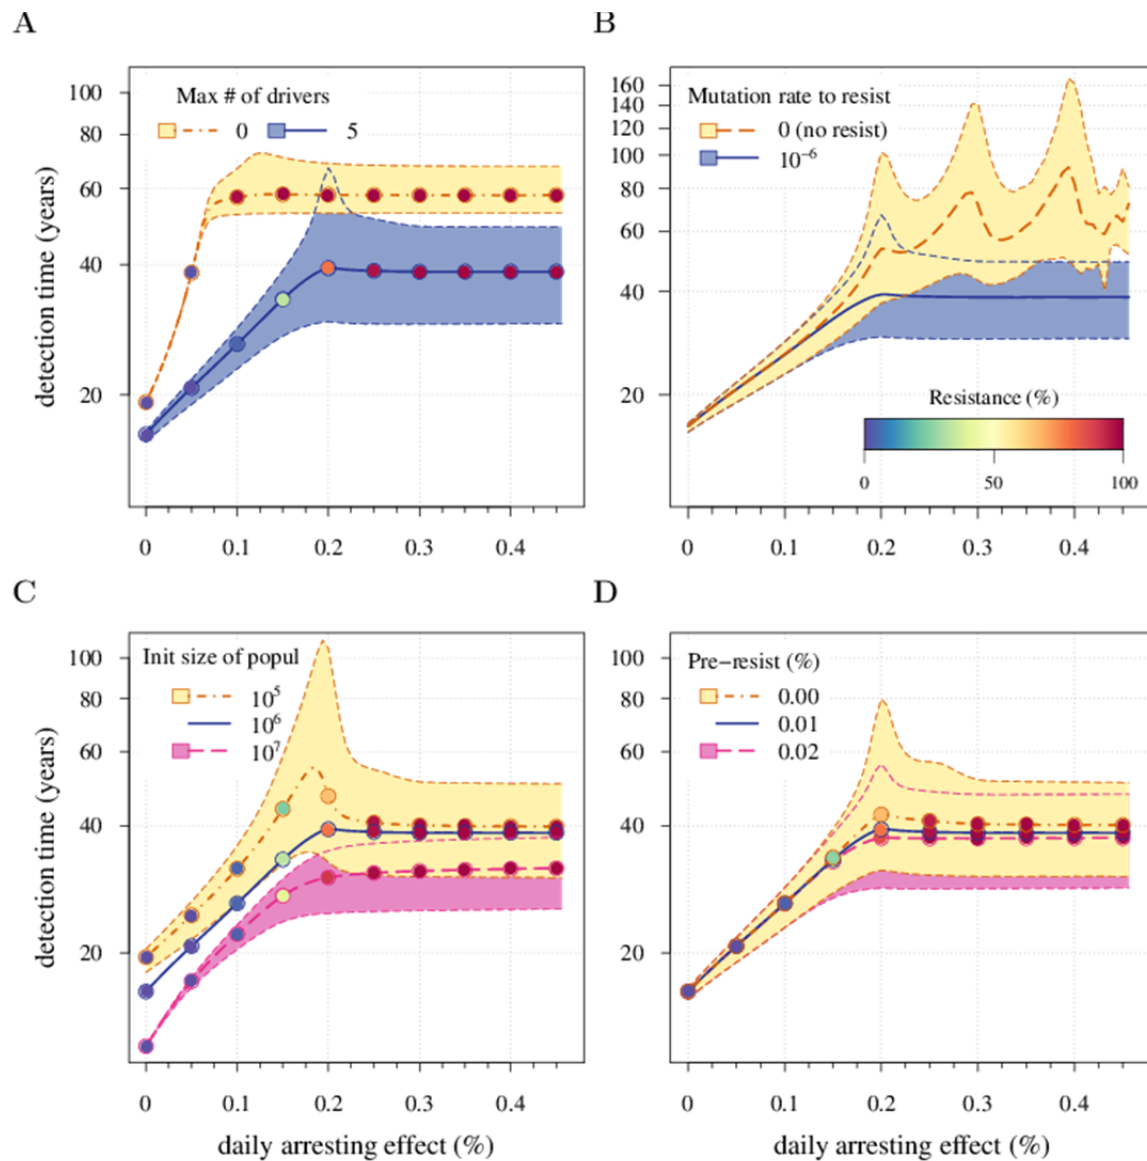 A
Max # of drivers
0 5
100
80
60
40
20
detection time (years)
0 0.1 0.2 0.3 0.4
B
Mutation rate to resist
0 (no resist)
10⁻⁶
160
140
120
100
80
60
40
20
Resistance (%)
0 50 100
0 0.1 0.2 0.3 0.4
C
Init size of popul
10⁵
10⁶
10⁷
100
80
60
40
20
detection time (years)
0 0.1 0.2 0.3 0.4
daily arresting effect (%)
D
Pre−resist (%)
0.00
0.01
0.02
100
80
60
40
20
0 0.1 0.2 0.3 0.4
daily arresting effect (%)